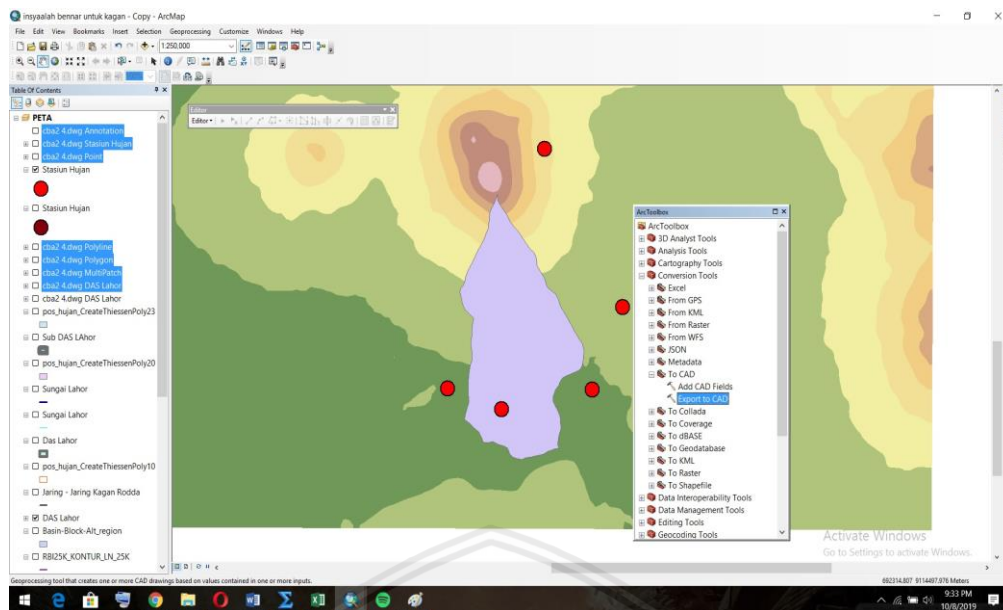 insyaalah bennar untuk kagan - Copy - ArcMap
File Edit View Bookmarks Insert Selection Geoprocessing Customize Windows Help
1:250,000
Table Of Contents
PETA
cba2 4.dwg Annotation
cba2 4.dwg Stasiun Hujan
cba2 4.dwg Point
Stasiun Hujan
Stasiun Hujan
cba2 4.dwg Polyline
cba2 4.dwg Polygon
cba2 4.dwg MultiPatch
cba2 4.dwg DAS Lahor
cba2 4.dwg DAS Lahor
pos_hujan_CreateThiessenPoly23
Sub DAS LAhor
pos_hujan_CreateThiessenPoly20
Sungai Lahor
Sungai Lahor
Das Lahor
pos_hujan_CreateThiessenPoly10
Jaring - Jaring Kagan Rodda
DAS Lahor
Basin-Block-Alt_region
RBI25K_KONTUR_LN_25K
Editor
Editor
ArcToolbox
ArcToolbox
3D Analyst Tools
Analysis Tools
Cartography Tools
Conversion Tools
Excel
From GPS
From KML
From Raster
From WFS
JSON
Metadata
To CAD
Add CAD Fields
Export to CAD
To Collada
To Coverage
To dBASE
To Geodatabase
To KML
To Raster
To Shapefile
Data Interoperability Tools
Data Management Tools
Editing Tools
Geocoding Tools
Activate Windows
Go to Settings to activate Windows.
Geoprocessing tool that creates one or more CAD drawings based on values contained in one or more inputs.
692314.807 9114497.976 Meters
9:33 PM
10/8/2019